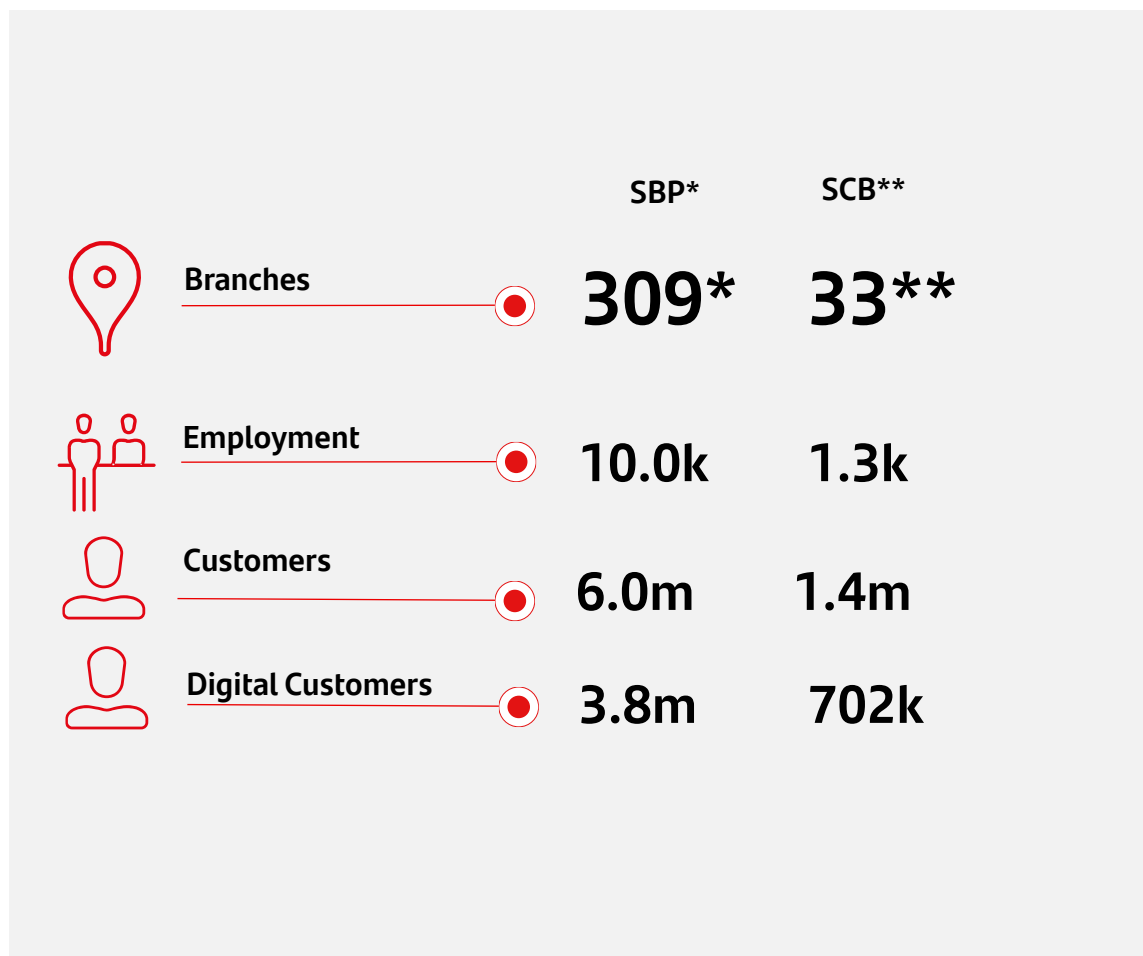 SBP* SCB**
Branches 309* 33**
Employment 10.0k 1.3k
Customers 6.0m 1.4m
Digital Customers 3.8m 702k